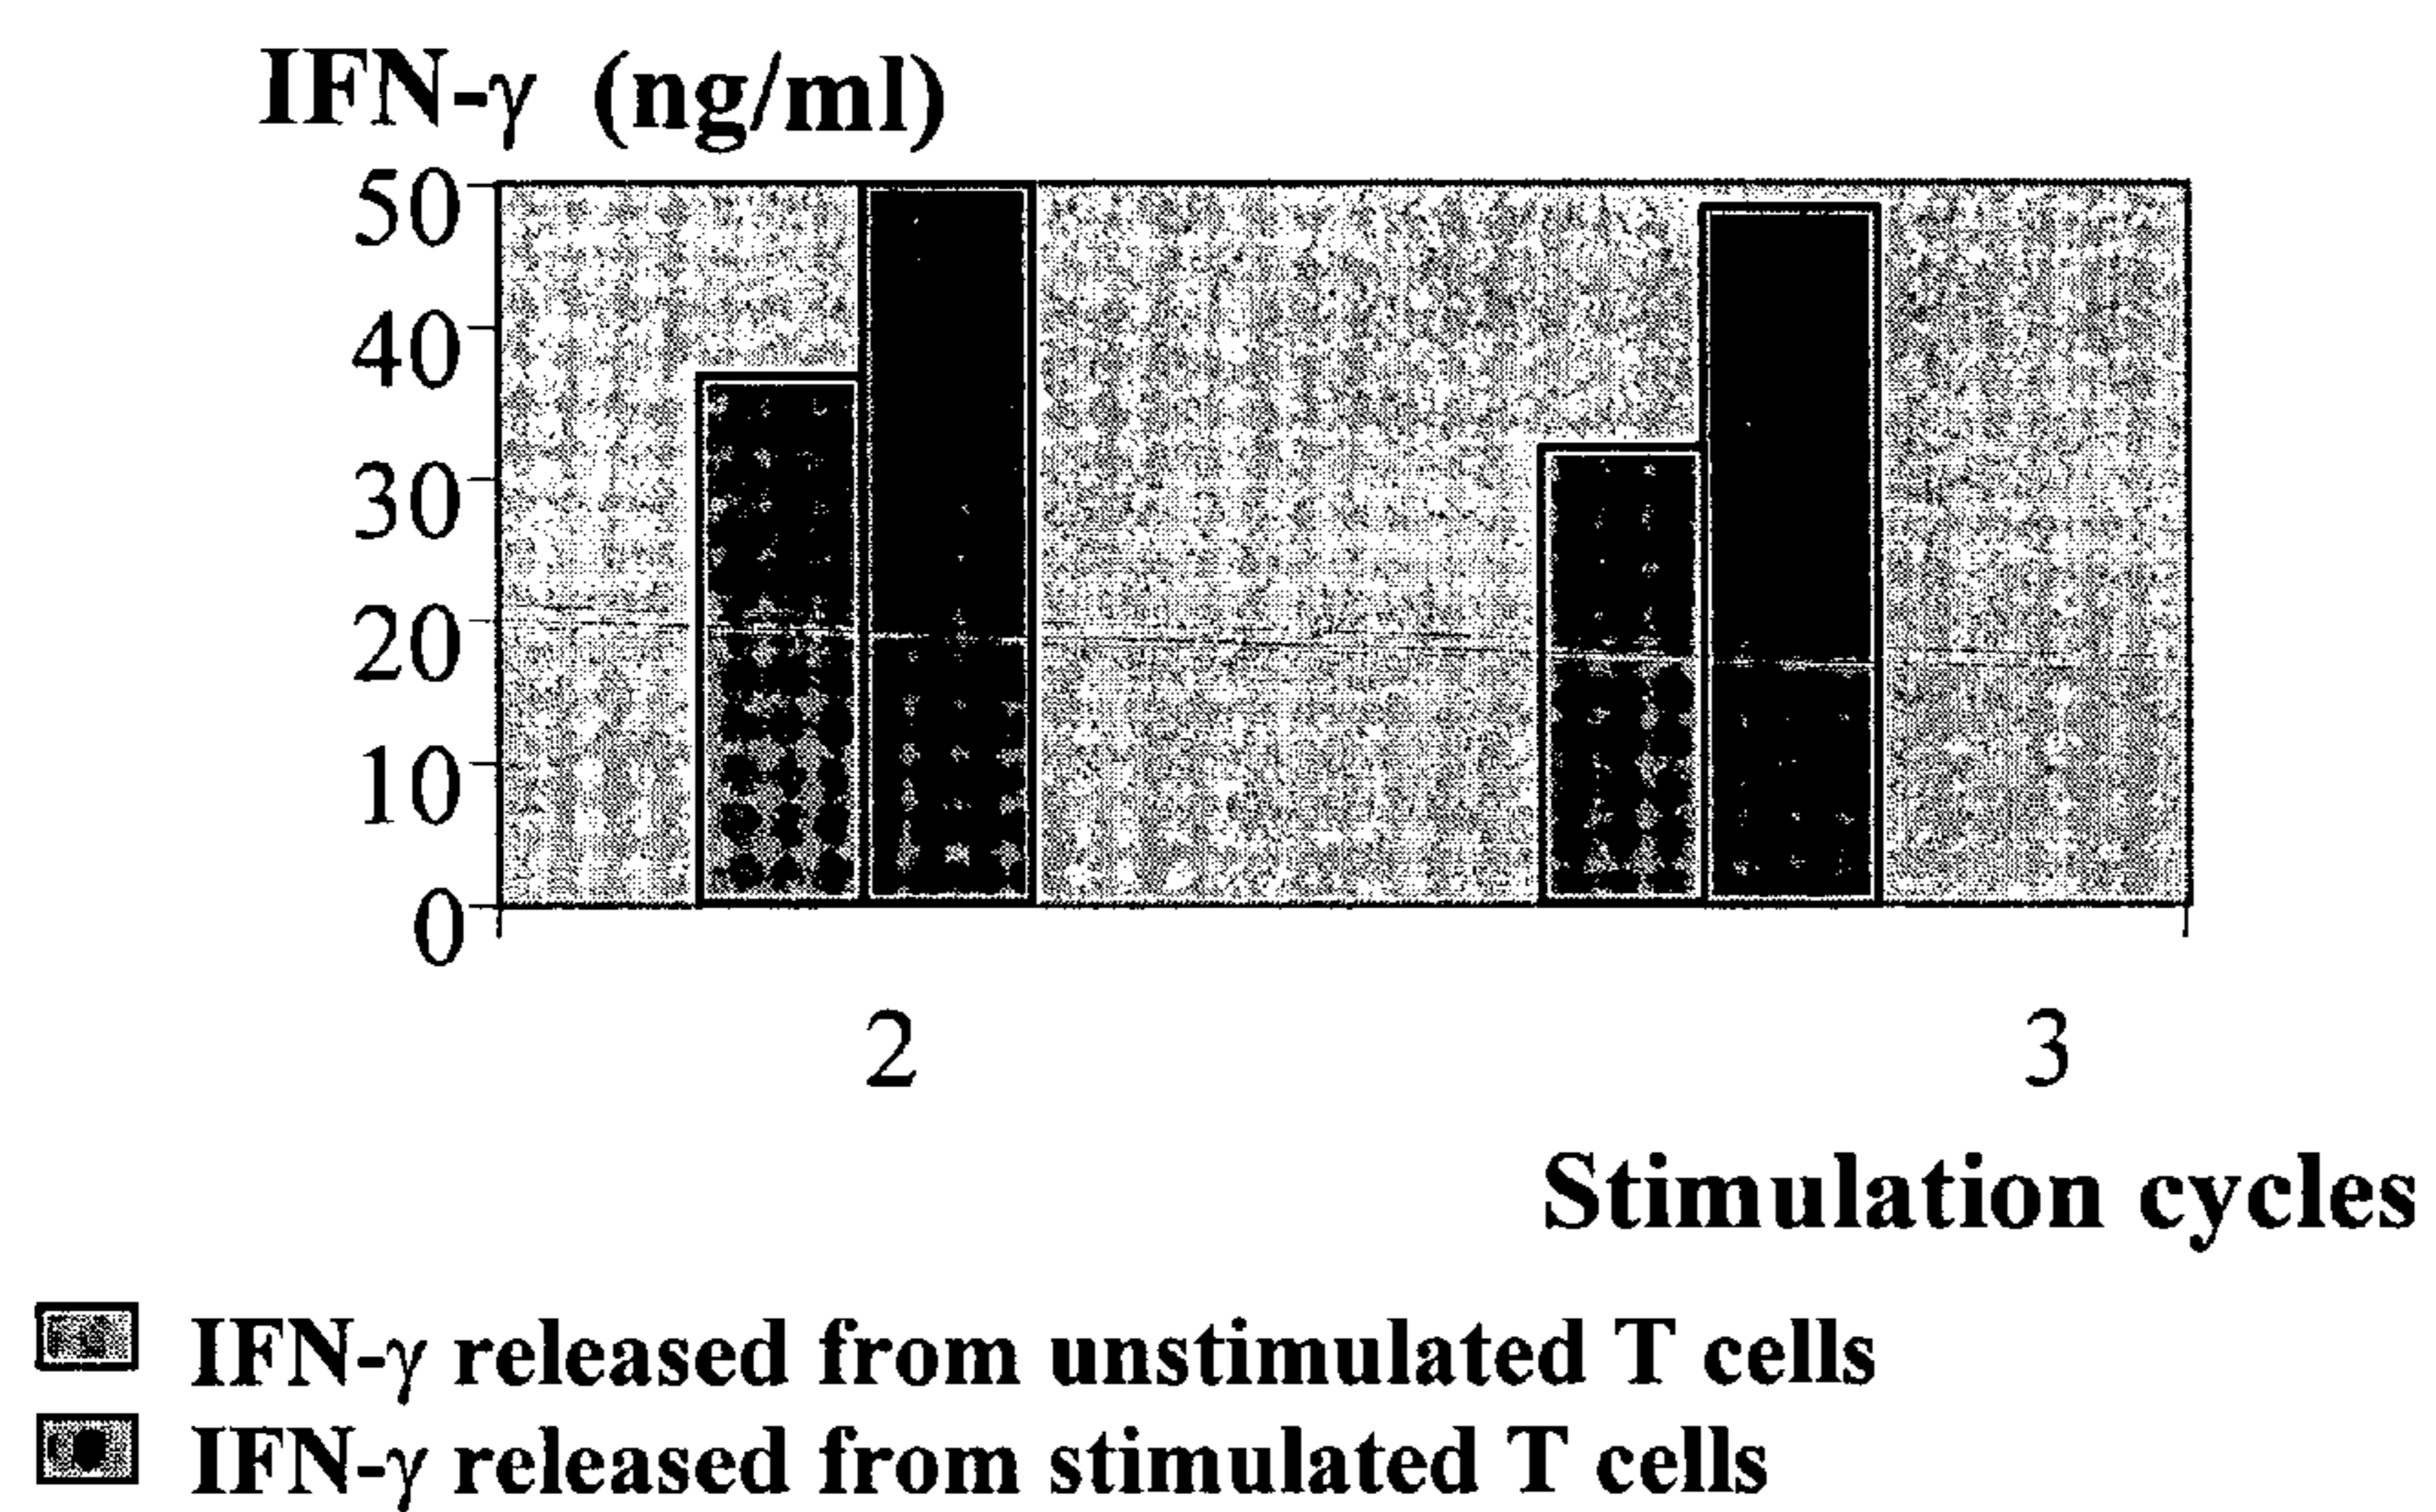 IFN-γ (ng/ml)
50
40
30
20
10
0
2 3
Stimulation cycles
IFN-γ released from unstimulated T cells
IFN-γ released from stimulated T cells